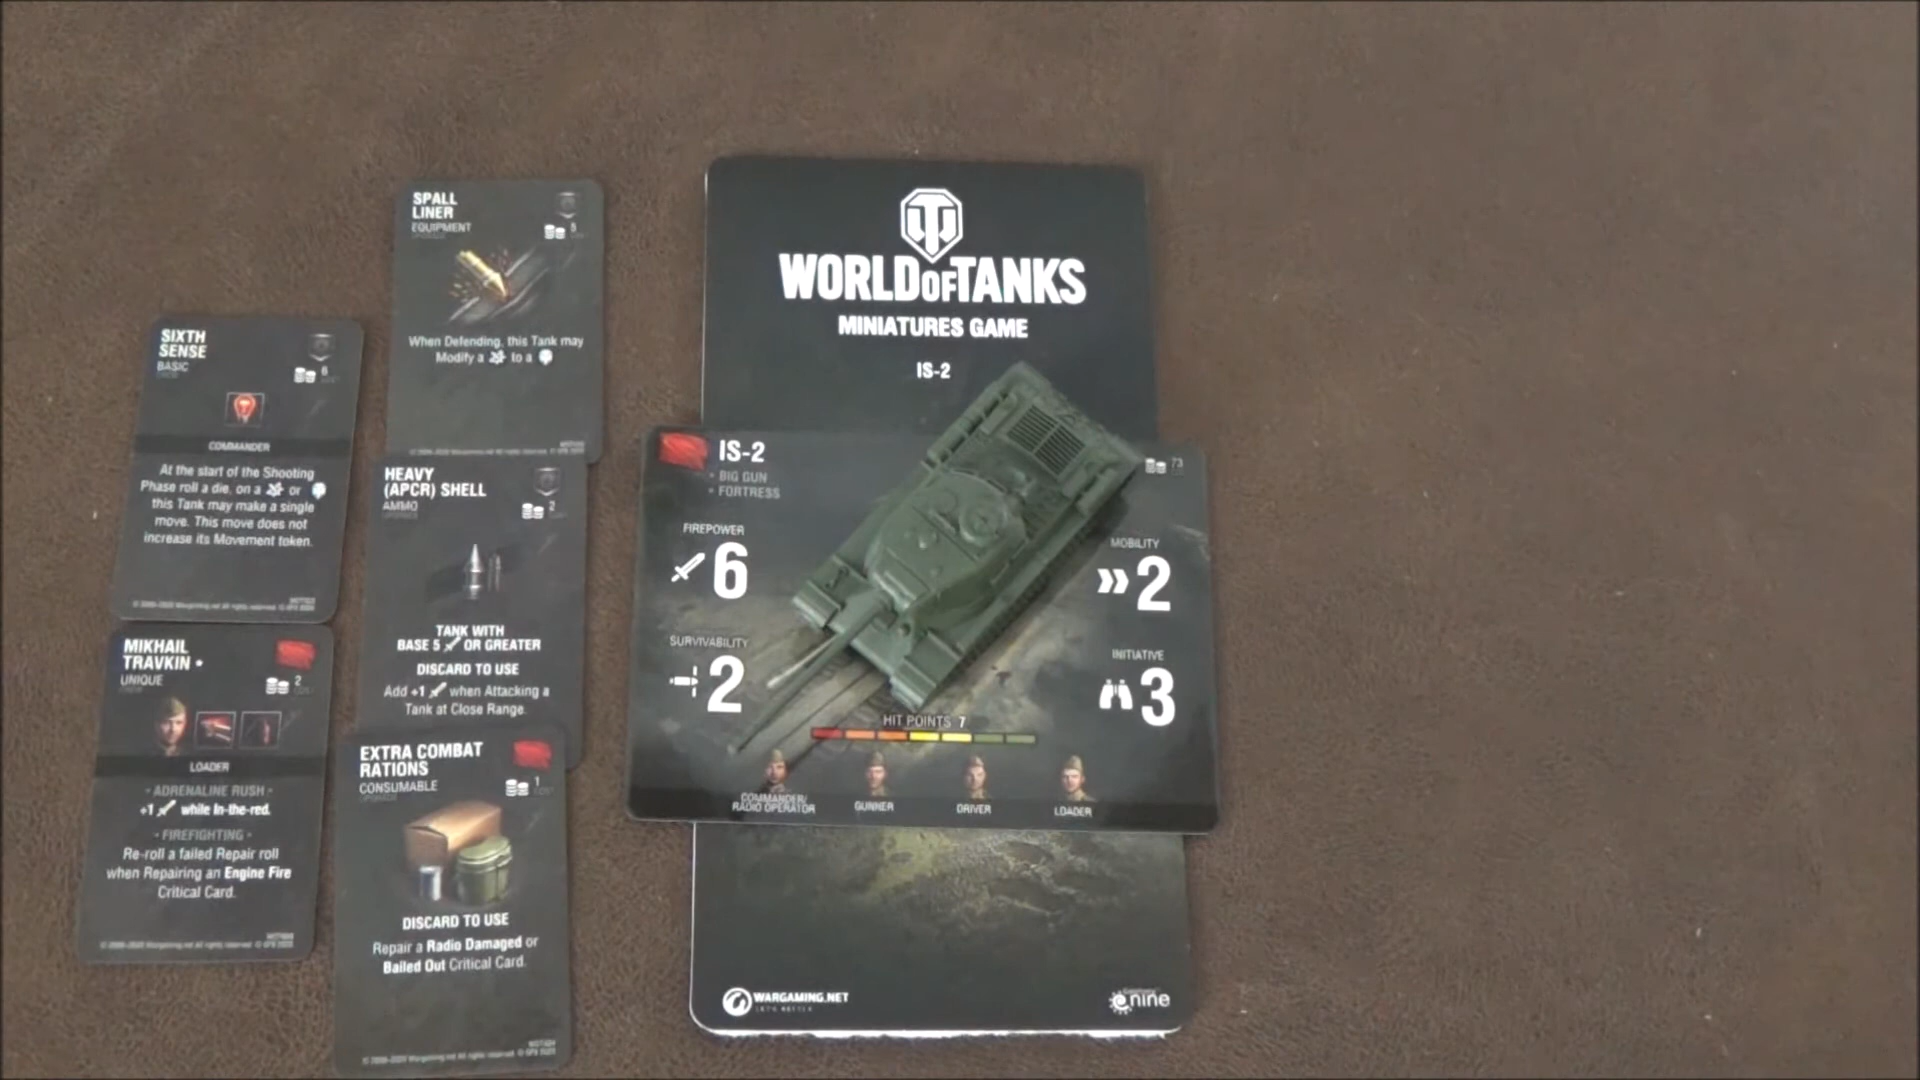 SPALL
LINER
EQUIPMENT
5
When Defending, this Tank may
Modify a to a
SIXTH
SENSE
BASIC
6
COMMANDER
At the start of the Shooting
Phase roll a die, on a or
this Tank may make a single
move. This move does not
increase its Movement token.
HEAVY
(APCR) SHELL
AMMO
2
TANK WITH
BASE 5 OR GREATER
DISCARD TO USE
Add +1 when Attacking a
Tank at Close Range.
MIKHAIL
TRAVKIN •
UNIQUE
2
LOADER
• ADRENALINE RUSH •
+1 while In-the-red.
• FIREFIGHTING •
Re-roll a failed Repair roll
when Repairing an Engine Fire
Critical Card.
EXTRA COMBAT
RATIONS
CONSUMABLE
1
DISCARD TO USE
Repair a Radio Damaged or
Bailed Out Critical Card.
WORLD OF TANKS
MINIATURES GAME
IS-2
IS-2
• BIG GUN
• FORTRESS
73
FIREPOWER
6
MOBILITY
2
SURVIVABILITY
2
INITIATIVE
3
HIT POINTS 7
COMMANDER/
RADIO OPERATOR
GUNNER
DRIVER
LOADER
WARGAMING.NET
LET'S BATTLE
nine